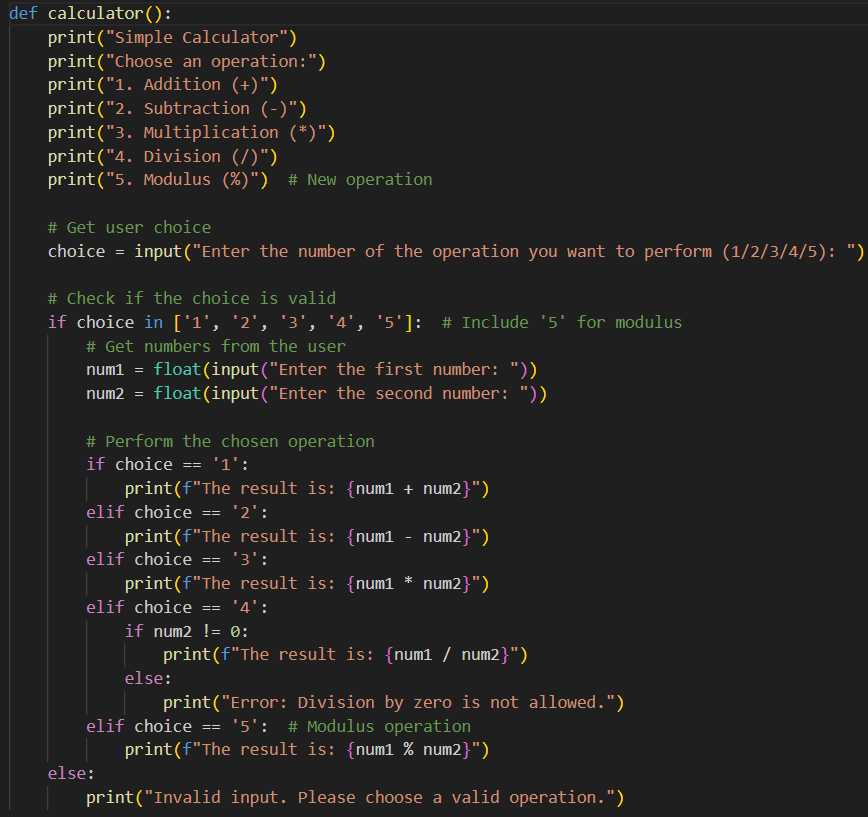 def calculator():
    print("Simple Calculator")
    print("Choose an operation:")
    print("1. Addition (+)")
    print("2. Subtraction (-)")
    print("3. Multiplication (*)")
    print("4. Division (/)")
    print("5. Modulus (%)")  # New operation

    # Get user choice
    choice = input("Enter the number of the operation you want to perform (1/2/3/4/5): ")

    # Check if the choice is valid
    if choice in ['1', '2', '3', '4', '5']:  # Include '5' for modulus
        # Get numbers from the user
        num1 = float(input("Enter the first number: "))
        num2 = float(input("Enter the second number: "))

        # Perform the chosen operation
        if choice == '1':
            print(f"The result is: {num1 + num2}")
        elif choice == '2':
            print(f"The result is: {num1 - num2}")
        elif choice == '3':
            print(f"The result is: {num1 * num2}")
        elif choice == '4':
            if num2 != 0:
                print(f"The result is: {num1 / num2}")
            else:
                print("Error: Division by zero is not allowed.")
        elif choice == '5':  # Modulus operation
            print(f"The result is: {num1 % num2}")
    else:
        print("Invalid input. Please choose a valid operation.")